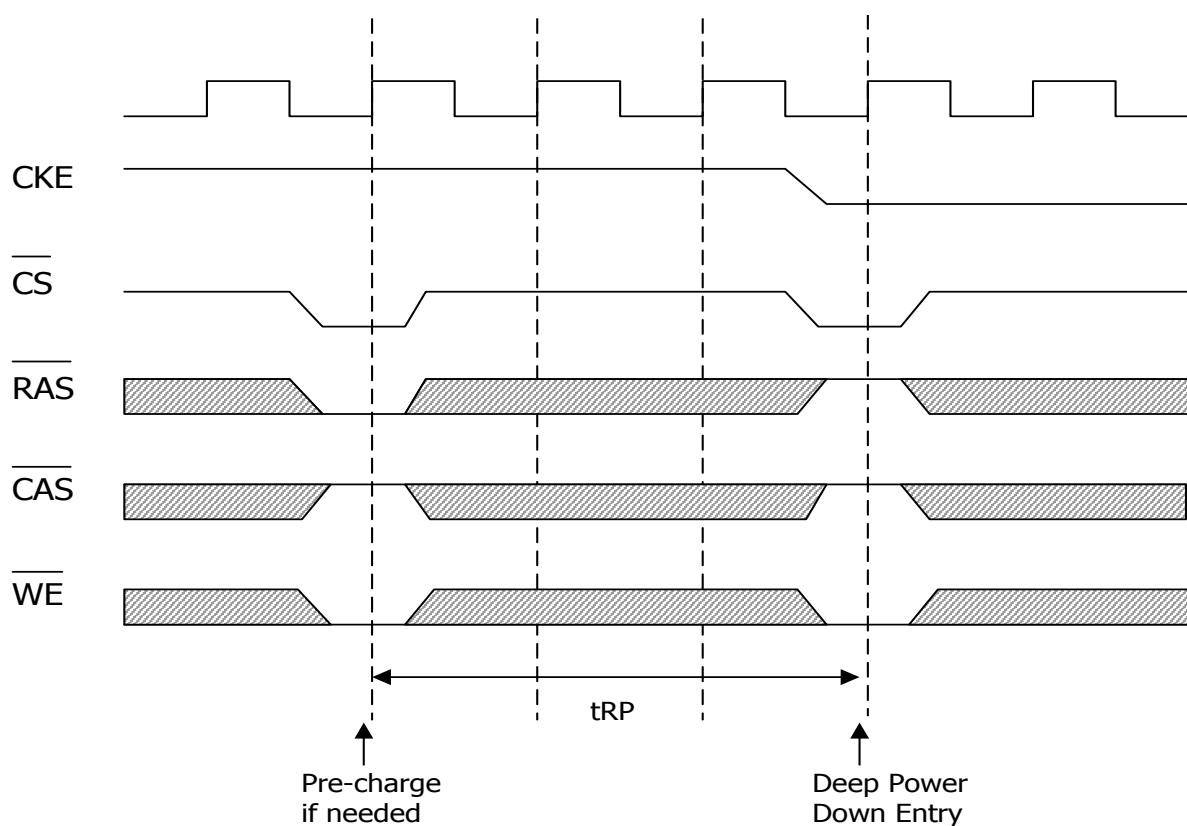 CKE
CS
RAS
CAS
WE
tRP
Pre-charge
if needed
Deep Power
Down Entry